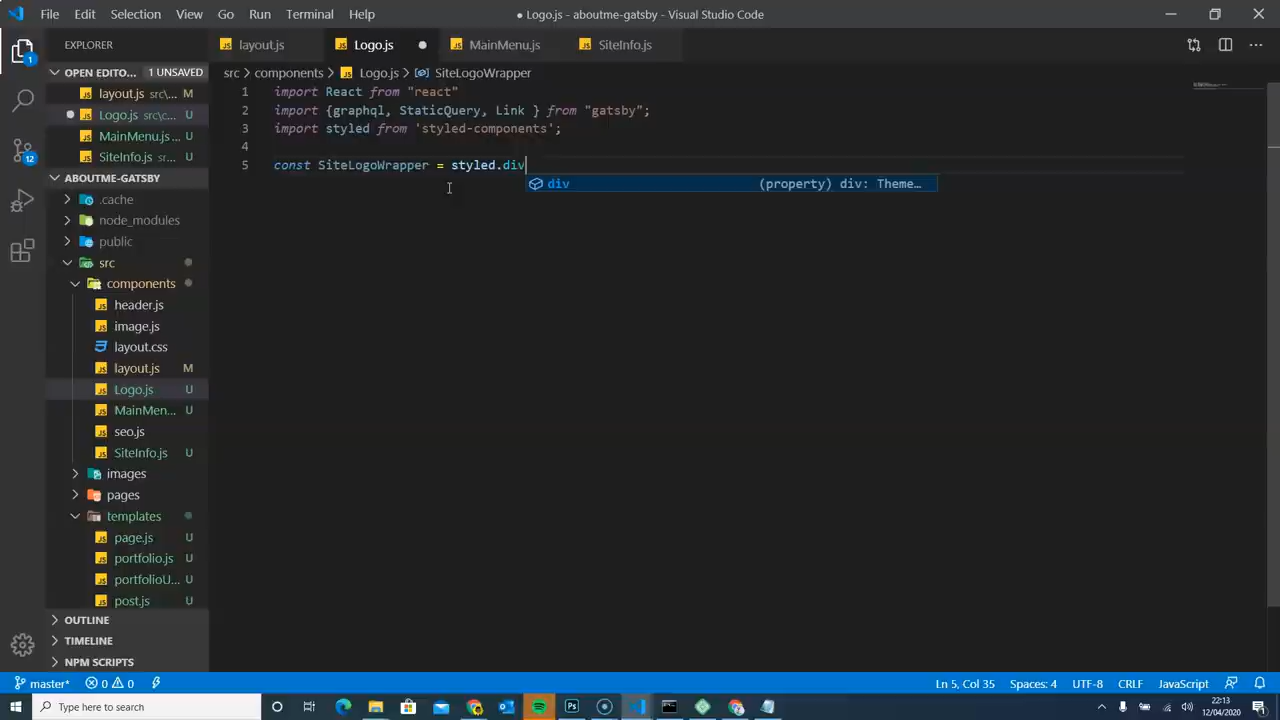 File Edit Selection View Go Run Terminal Help
● Logo.js - aboutme-gatsby - Visual Studio Code
EXPLORER
layout.js
Logo.js ●
MainMenu.js
SiteInfo.js
OPEN EDITO... 1 UNSAVED
layout.js src\... M
Logo.js src\c... U
MainMenu.js... U
SiteInfo.js src\... U
ABOUTME-GATSBY
.cache
node_modules
public
src
components
header.js
image.js
layout.css
layout.js M
Logo.js U
MainMen... U
seo.js
SiteInfo.js U
images
pages
templates
page.js U
portfolio.js U
portfolioU... U
post.js U
OUTLINE
TIMELINE
NPM SCRIPTS
src > components > Logo.js > SiteLogoWrapper
1 import React from "react"
2 import {graphql, StaticQuery, Link } from "gatsby";
3 import styled from 'styled-components';
4
5 const SiteLogoWrapper = styled.div
div (property) div: Theme…
1
12
master* 0 0
Ln 5, Col 35 Spaces: 4 UTF-8 CRLF JavaScript
Type here to search
22:13
12/04/2020